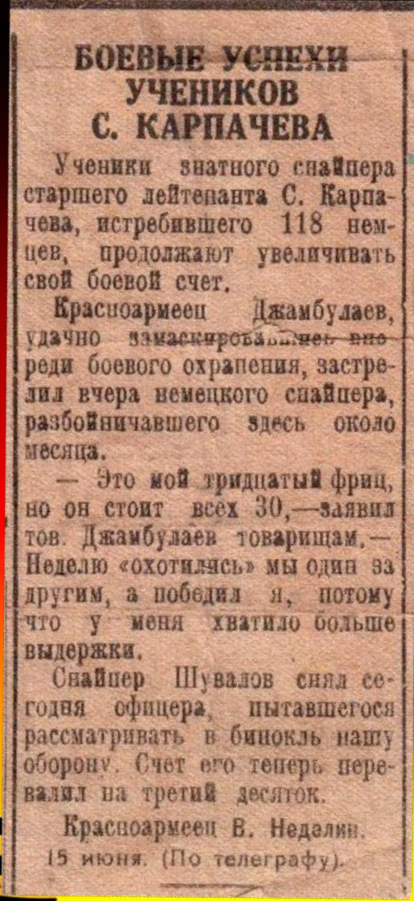 БОЕВЫЕ УСПЕХИ
УЧЕНИКОВ
С. КАРПАЧЕВА
Ученики знатного снайпера
старшего лейтенанта С. Карпа-
чева, истребившего 118 нем-
цев, продолжают увеличивать
свой боевой счет.
Красноармеец Джамбулаев,
удачно замаскировавшись впе-
реди боевого охранения, застре-
лил вчера немецкого снайпера,
разбойничавшего здесь около
месяца.
— Это мой тридцатый фриц,
но он стоит всех 30,—заявил
тов. Джамбулаев товарищам.—
Неделю «охотились» мы один за
другим, а победил я, потому
что у меня хватило больше
выдержки.
Снайпер Шувалов снял се-
годня офицера, пытавшегося
рассматривать в бинокль нашу
оборону. Счет его теперь пере-
валил на третий десяток.
Красноармеец В. Неделин.
15 июня. (По телеграфу).